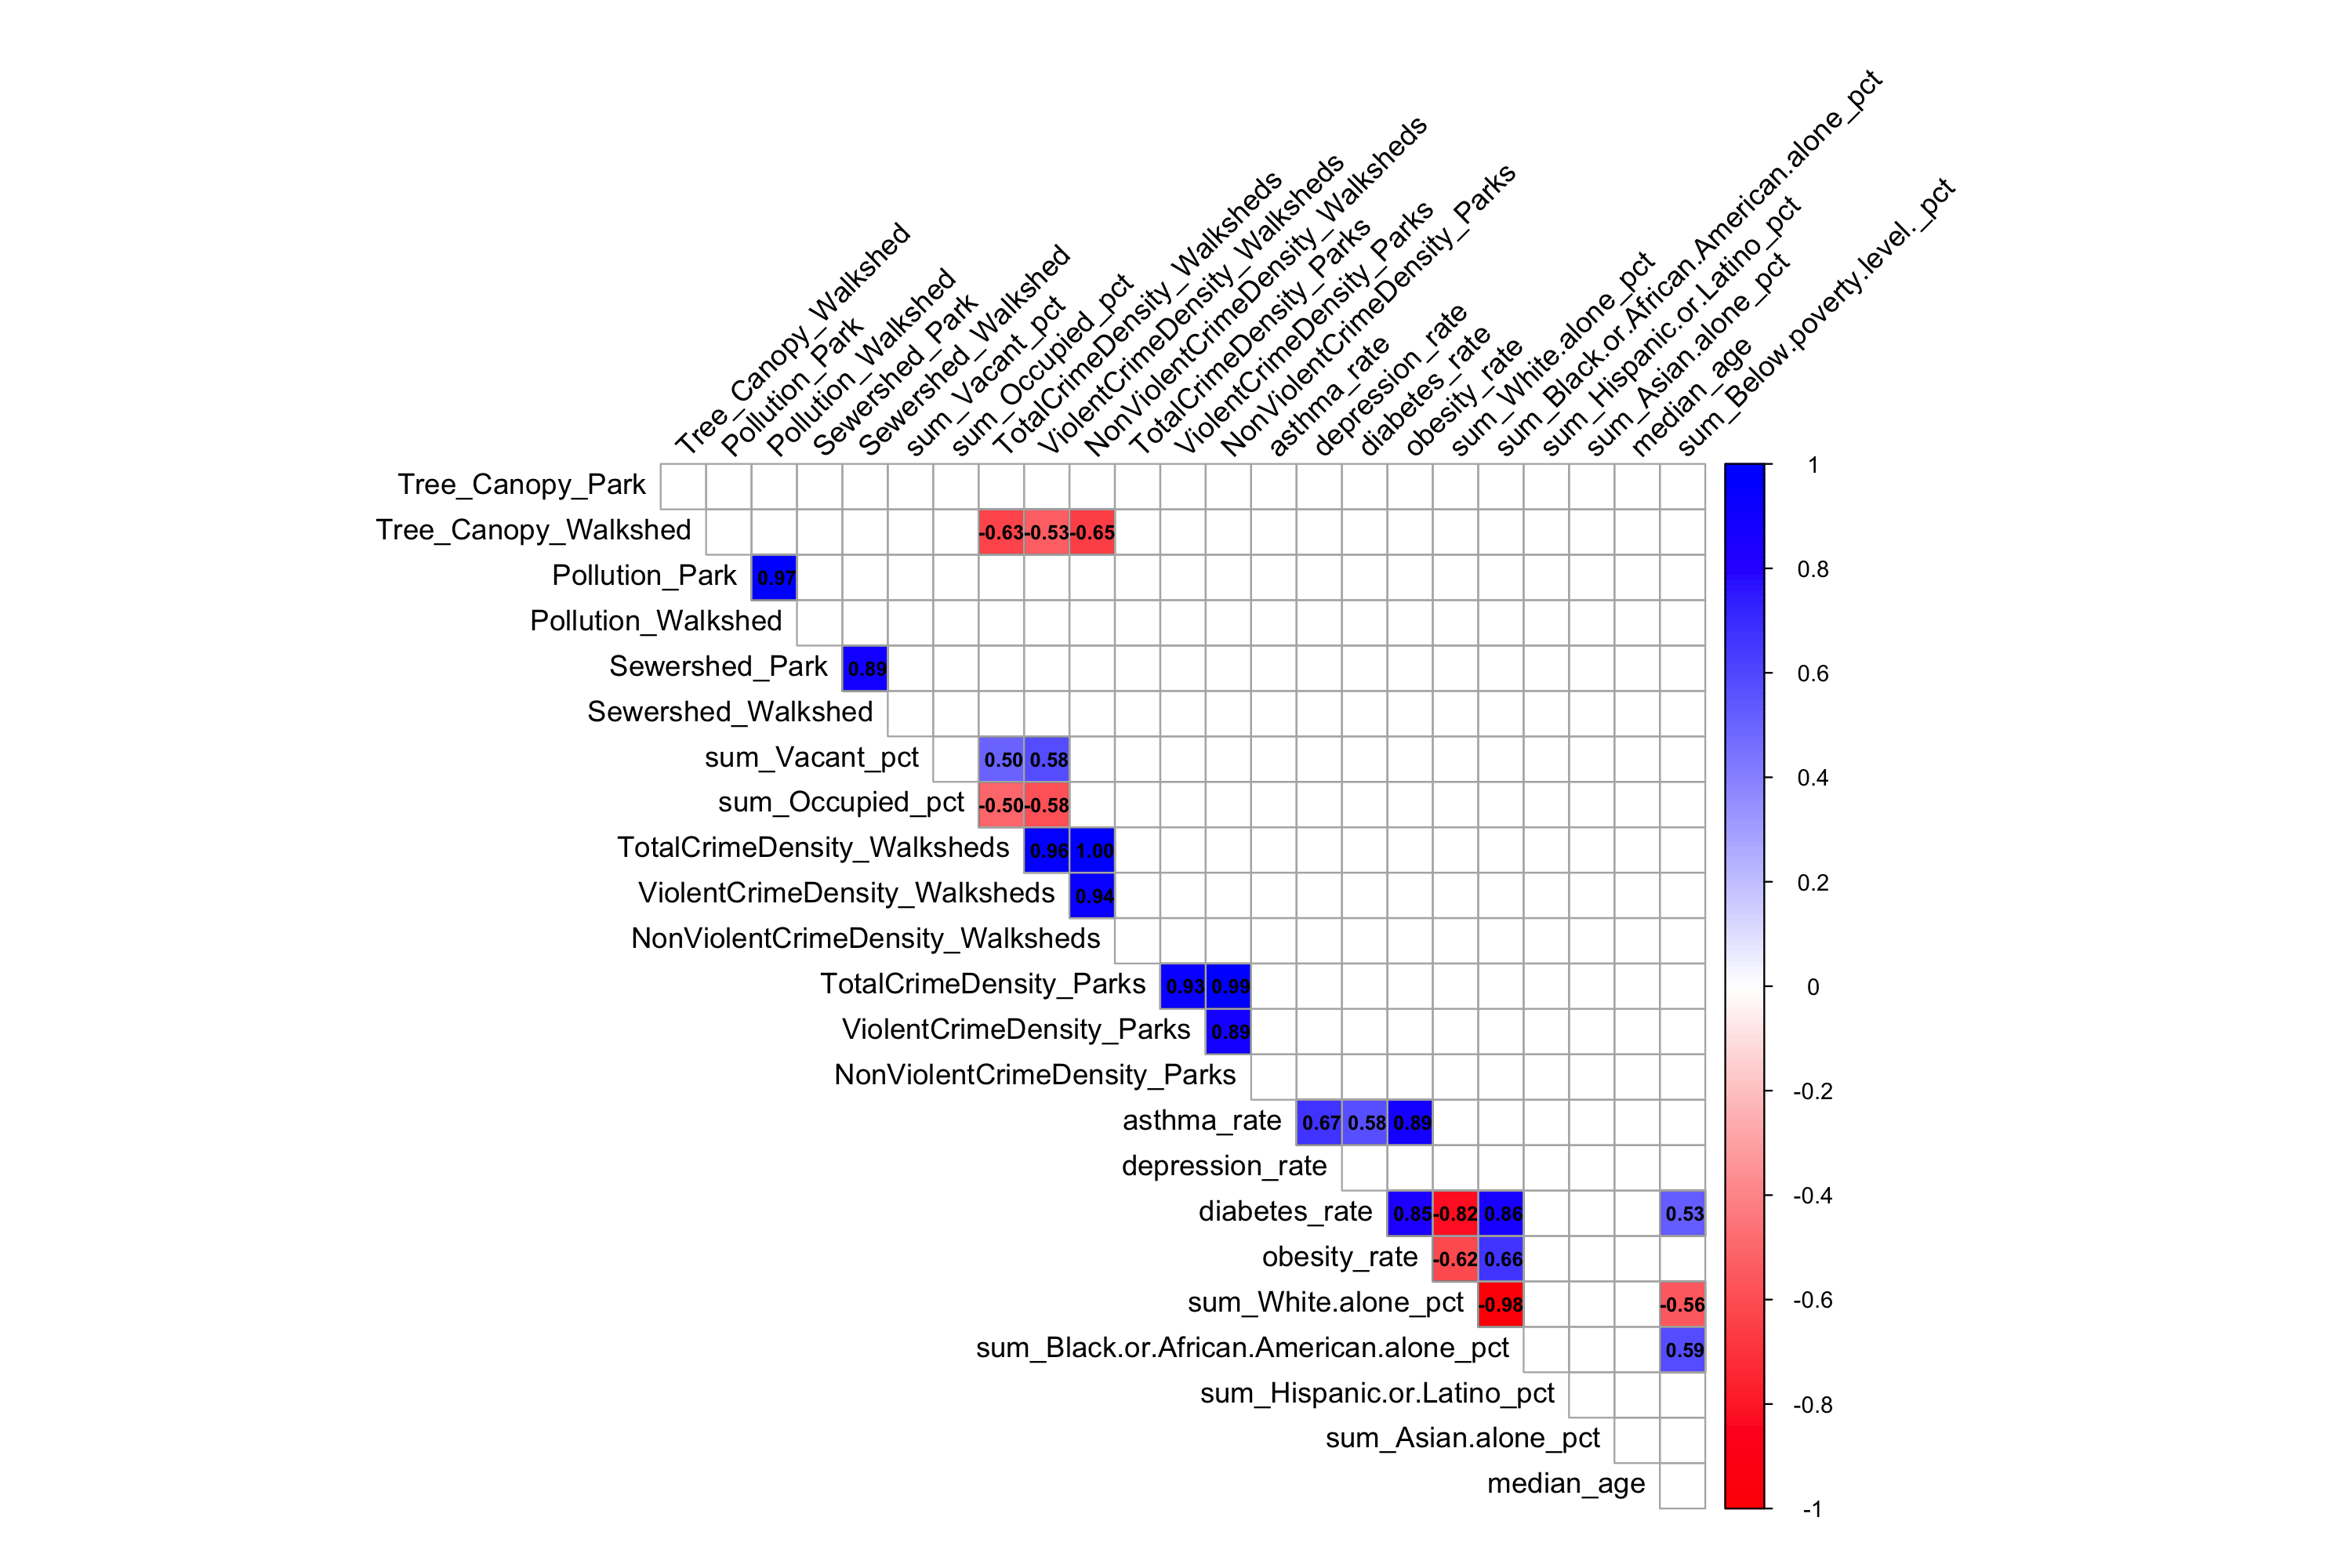 Tree_Canopy_Walkshed
Pollution_Park
Pollution_Walkshed
Sewershed_Park
Sewershed_Walkshed
sum_Vacant_pct
sum_Occupied_pct
TotalCrimeDensity_Walksheds
ViolentCrimeDensity_Walksheds
NonViolentCrimeDensity_Walksheds
TotalCrimeDensity_Parks
ViolentCrimeDensity_Parks
NonViolentCrimeDensity_Parks
asthma_rate
depression_rate
diabetes_rate
obesity_rate
sum_White.alone_pct
sum_Black.or.African.American.alone_pct
sum_Hispanic.or.Latino_pct
sum_Asian.alone_pct
median_age
sum_Below.poverty.level._pct
Tree_Canopy_Park
Tree_Canopy_Walkshed -0.63 -0.53 -0.65
Pollution_Park 0.97
Pollution_Walkshed
Sewershed_Park 0.89
Sewershed_Walkshed
sum_Vacant_pct 0.50 0.58
sum_Occupied_pct -0.50 -0.58
TotalCrimeDensity_Walksheds 0.96 1.00
ViolentCrimeDensity_Walksheds 0.94
NonViolentCrimeDensity_Walksheds
TotalCrimeDensity_Parks 0.93 0.99
ViolentCrimeDensity_Parks 0.89
NonViolentCrimeDensity_Parks
asthma_rate 0.67 0.58 0.89
depression_rate
diabetes_rate 0.85 -0.82 0.86 0.53
obesity_rate -0.62 0.66
sum_White.alone_pct -0.98 -0.56
sum_Black.or.African.American.alone_pct 0.59
sum_Hispanic.or.Latino_pct
sum_Asian.alone_pct
median_age
1
0.8
0.6
0.4
0.2
0
-0.2
-0.4
-0.6
-0.8
-1